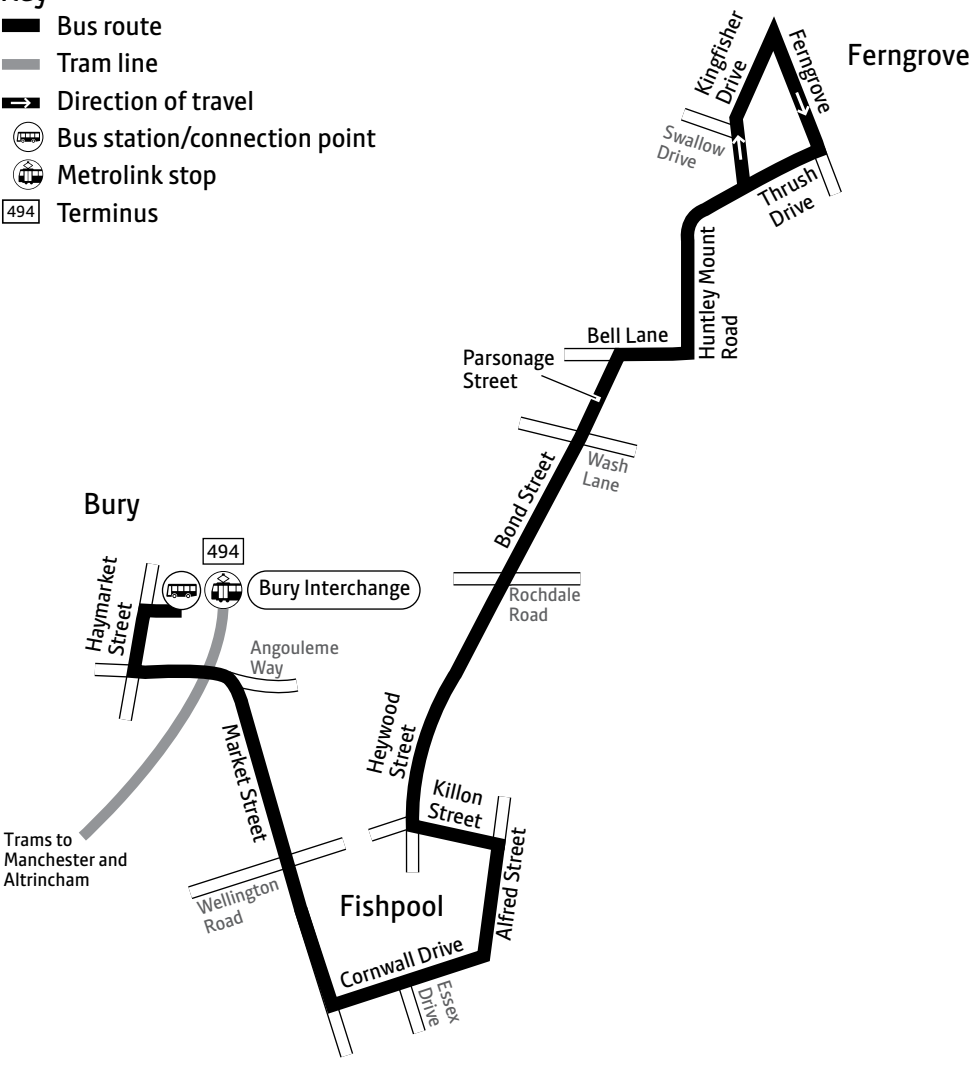 Bus route
Tram line
Direction of travel
Bus station/connection point
Metrolink stop
494
Terminus
Ferngrove
Kingfisher
Drive
Ferngrove
Swallow
Drive
Thrush
Drive
Huntley Mount
Road
Bell Lane
Parsonage
Street
Wash
Lane
Bond Street
Rochdale
Road
Bury
494
Bury Interchange
Haymarket
Street
Angouleme
Way
Market Street
Heywood
Street
Killon
Street
Alfred Street
Trams to
Manchester and
Altrincham
Wellington
Road
Fishpool
Cornwall Drive
Essex
Drive